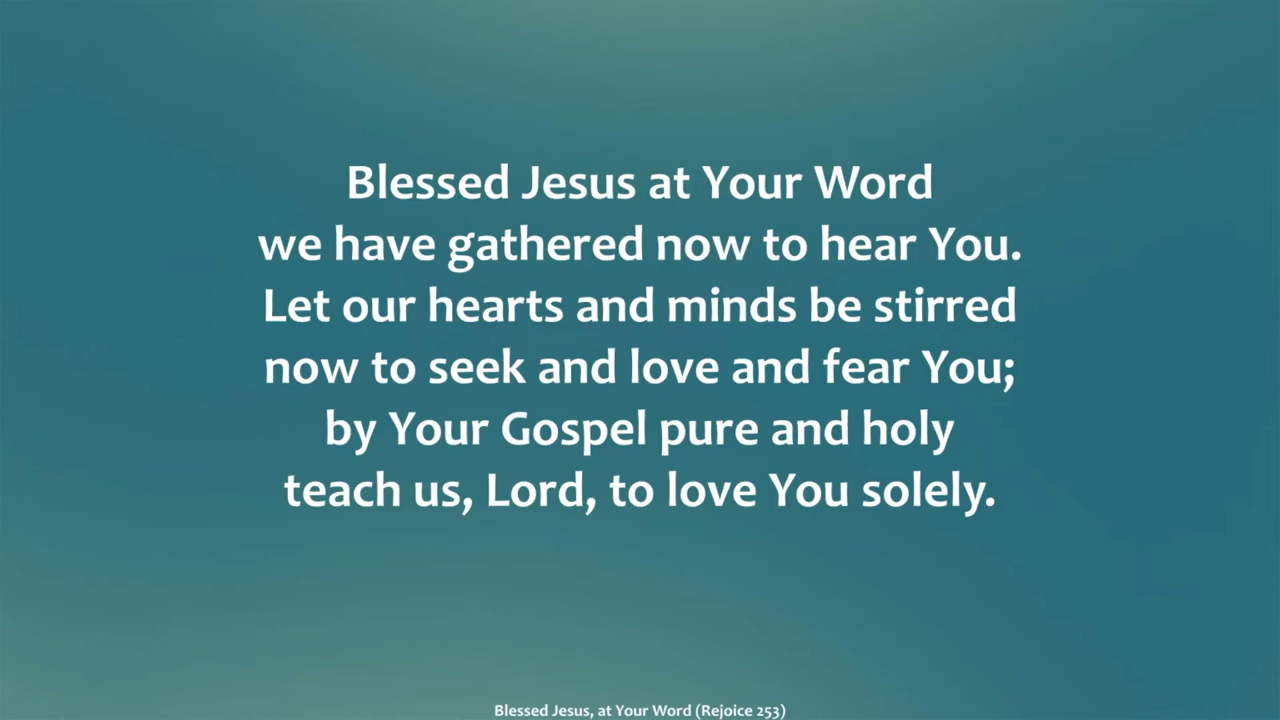 Blessed Jesus at Your Word
we have gathered now to hear You.
Let our hearts and minds be stirred
now to seek and love and fear You;
by Your Gospel pure and holy
teach us, Lord, to love You solely.
Blessed Jesus, at Your Word (Rejoice 253)